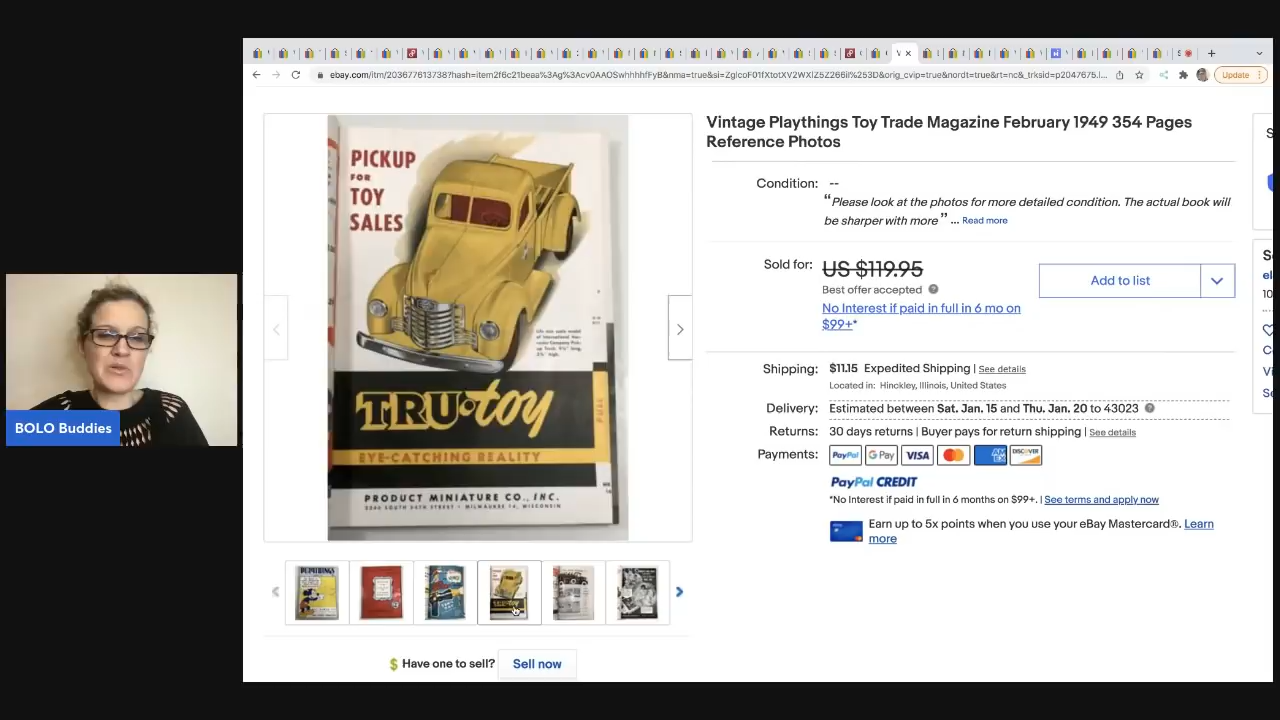 Update
ebay.com/itm/203677613738?hash=item2f6c21beaa%3Ag%3Acv0AAOSwhhhhfFyB&nma=true&si=ZgicoF01fXtotXV2WXlZ5Z266iI%253D&orig_cvip=true&nordt=true&rt=nc&_trksid=p2047675.l...
Vintage Playthings Toy Trade Magazine February 1949 354 Pages
Reference Photos
PICKUP
FOR
TOY
SALES
TRU•toy
EYE-CATCHING REALITY
PRODUCT MINIATURE CO., INC.
Condition: --
“Please look at the photos for more detailed condition. The actual book will
be sharper with more ” ... Read more
Sold for: US $119.95
Best offer accepted
No Interest if paid in full in 6 mo on
$99+*
Add to list
Shipping: $11.15 Expedited Shipping | See details
Located in: Hinckley, Illinois, United States
Delivery: Estimated between Sat. Jan. 15 and Thu. Jan. 20 to 43023
Returns: 30 days returns | Buyer pays for return shipping | See details
Payments: PayPal G Pay VISA DISCOVER
PayPal CREDIT
*No Interest if paid in full in 6 months on $99+. | See terms and apply now
Earn up to 5x points when you use your eBay Mastercard®. Learn
more
Have one to sell? Sell now
BOLO Buddies